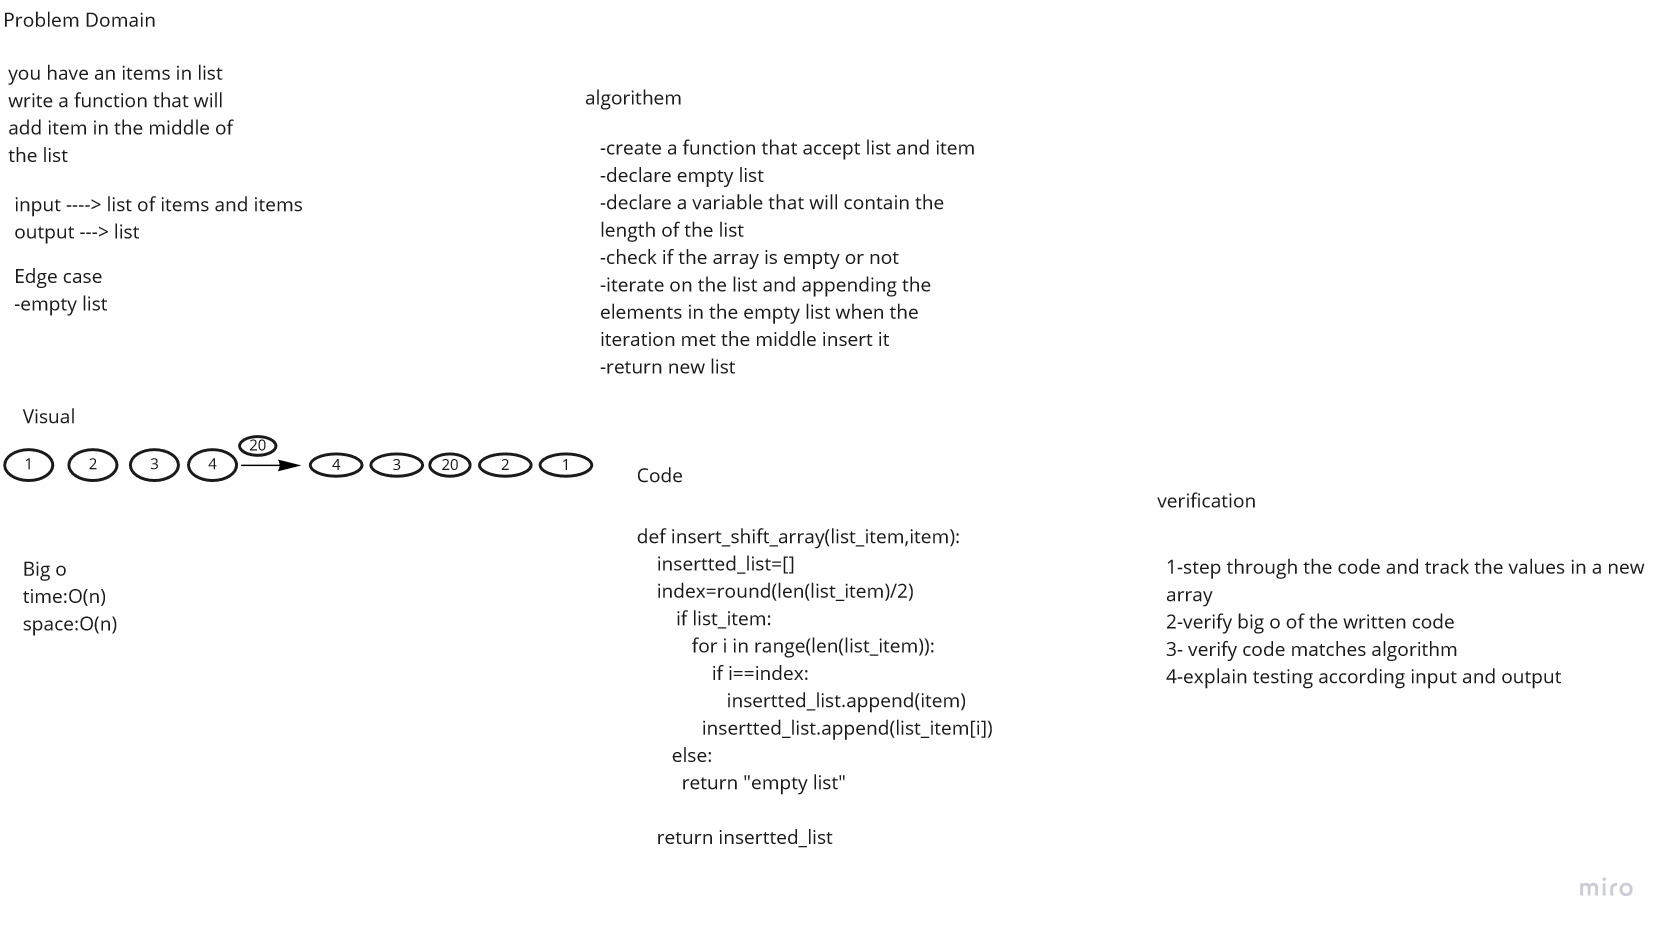 Problem Domain
you have an items in list
write a function that will
add item in the middle of
the list
input ----> list of items and items
output ---> list
Edge case
-empty list
algorithem
-create a function that accept list and item
-declare empty list
-declare a variable that will contain the
length of the list
-check if the array is empty or not
-iterate on the list and appending the
elements in the empty list when the
iteration met the middle insert it
-return new list
Visual
20
1 2 3 4 4 3 20 2 1
Big o
time:O(n)
space:O(n)
Code
def insert_shift_array(list_item,item):
insertted_list=[]
index=round(len(list_item)/2)
if list_item:
for i in range(len(list_item)):
if i==index:
insertted_list.append(item)
insertted_list.append(list_item[i])
else:
return "empty list"
return insertted_list
verification
1-step through the code and track the values in a new
array
2-verify big o of the written code
3- verify code matches algorithm
4-explain testing according input and output
miro